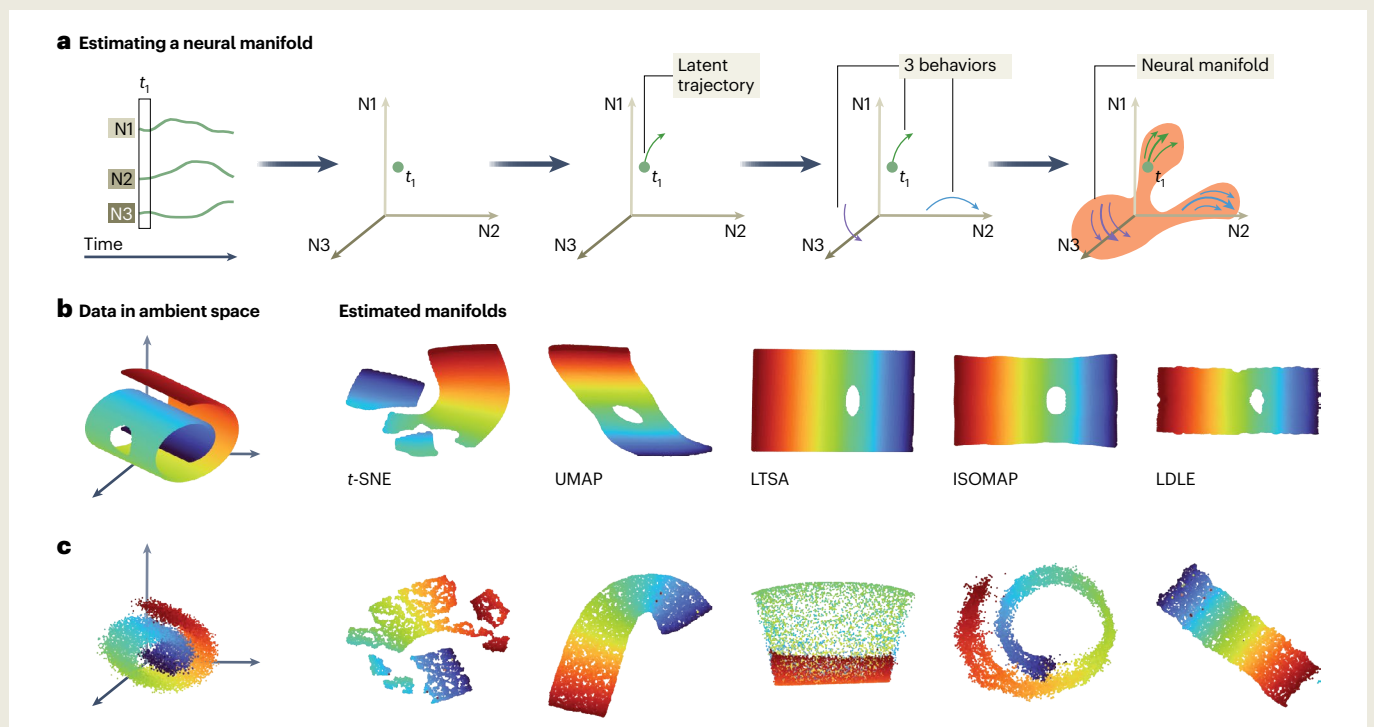 a Estimating a neural manifold
t1
N1
N2
N3
Time
N1
t1
N2
N3
Latent
trajectory
N1
t1
N2
N3
3 behaviors
N1
t1
N2
N3
Neural manifold
N1
t1
N2
N3
b Data in ambient space
Estimated manifolds
t-SNE
UMAP
LTSA
ISOMAP
LDLE
c